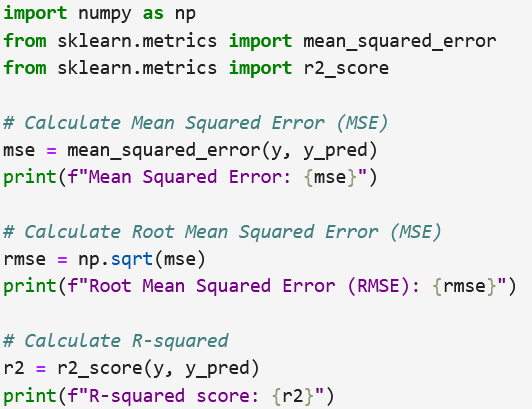 import numpy as np
from sklearn.metrics import mean_squared_error
from sklearn.metrics import r2_score
# Calculate Mean Squared Error (MSE)
mse = mean_squared_error(y, y_pred)
print(f"Mean Squared Error: {mse}")
# Calculate Root Mean Squared Error (MSE)
rmse = np.sqrt(mse)
print(f"Root Mean Squared Error (RMSE): {rmse}")
# Calculate R-squared
r2 = r2_score(y, y_pred)
print(f"R-squared score: {r2}")